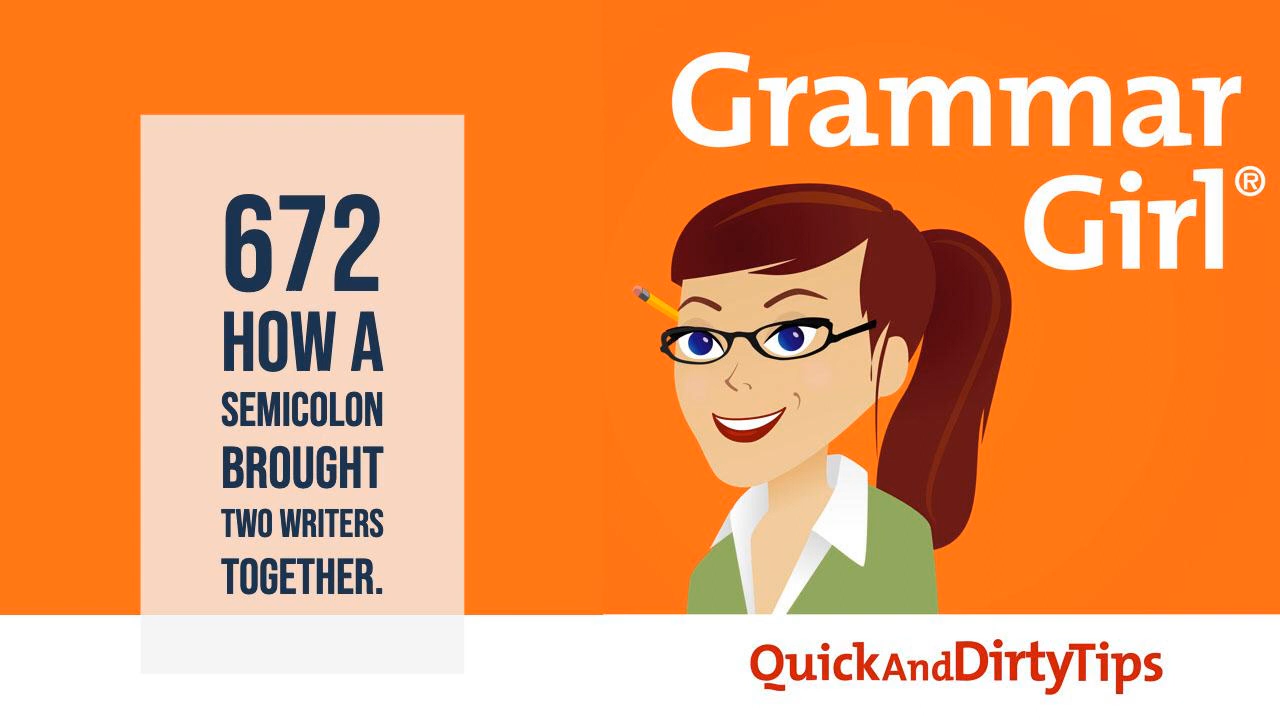 672
HOW A
SEMICOLON
BROUGHT
TWO WRITERS
TOGETHER.
Grammar
Girl®
QuickAndDirtyTips